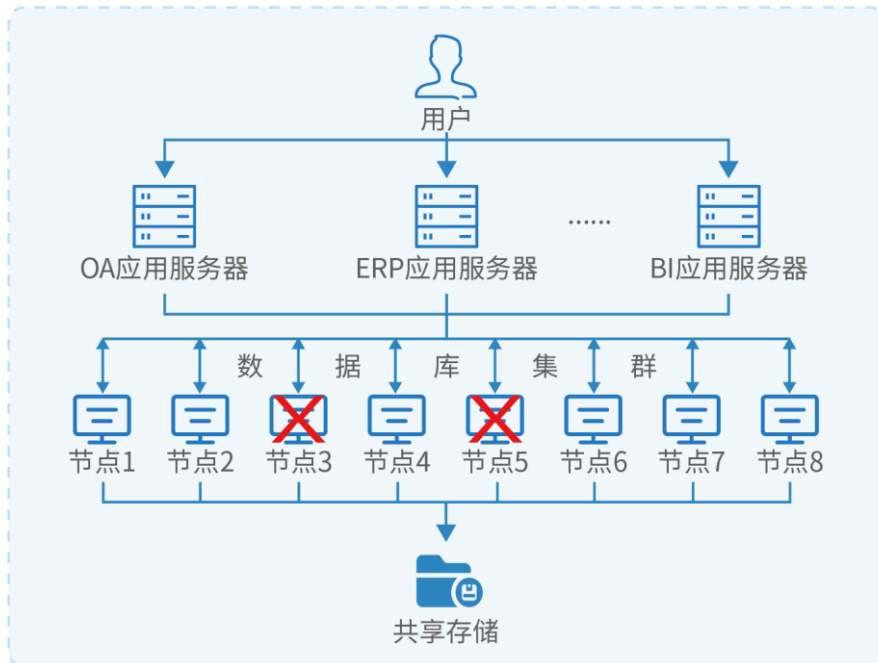 用户
OA应用服务器 ERP应用服务器 …… BI应用服务器
数据库集群
节点1 节点2 节点3 节点4 节点5 节点6 节点7 节点8
共享存储